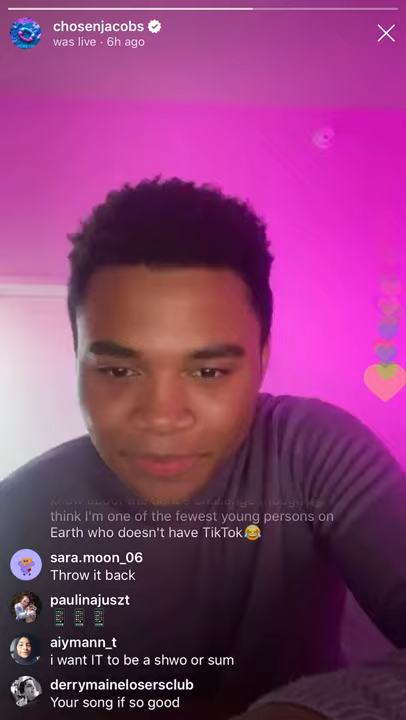 chosenjacobs
was live · 6h ago
think I'm one of the fewest young persons on
Earth who doesn't have TikTok😂
sara.moon_06
Throw it back
paulinajuszt
📱 📱 📱
aiymann_t
i want IT to be a shwo or sum
derrymainelosersclub
Your song if so good